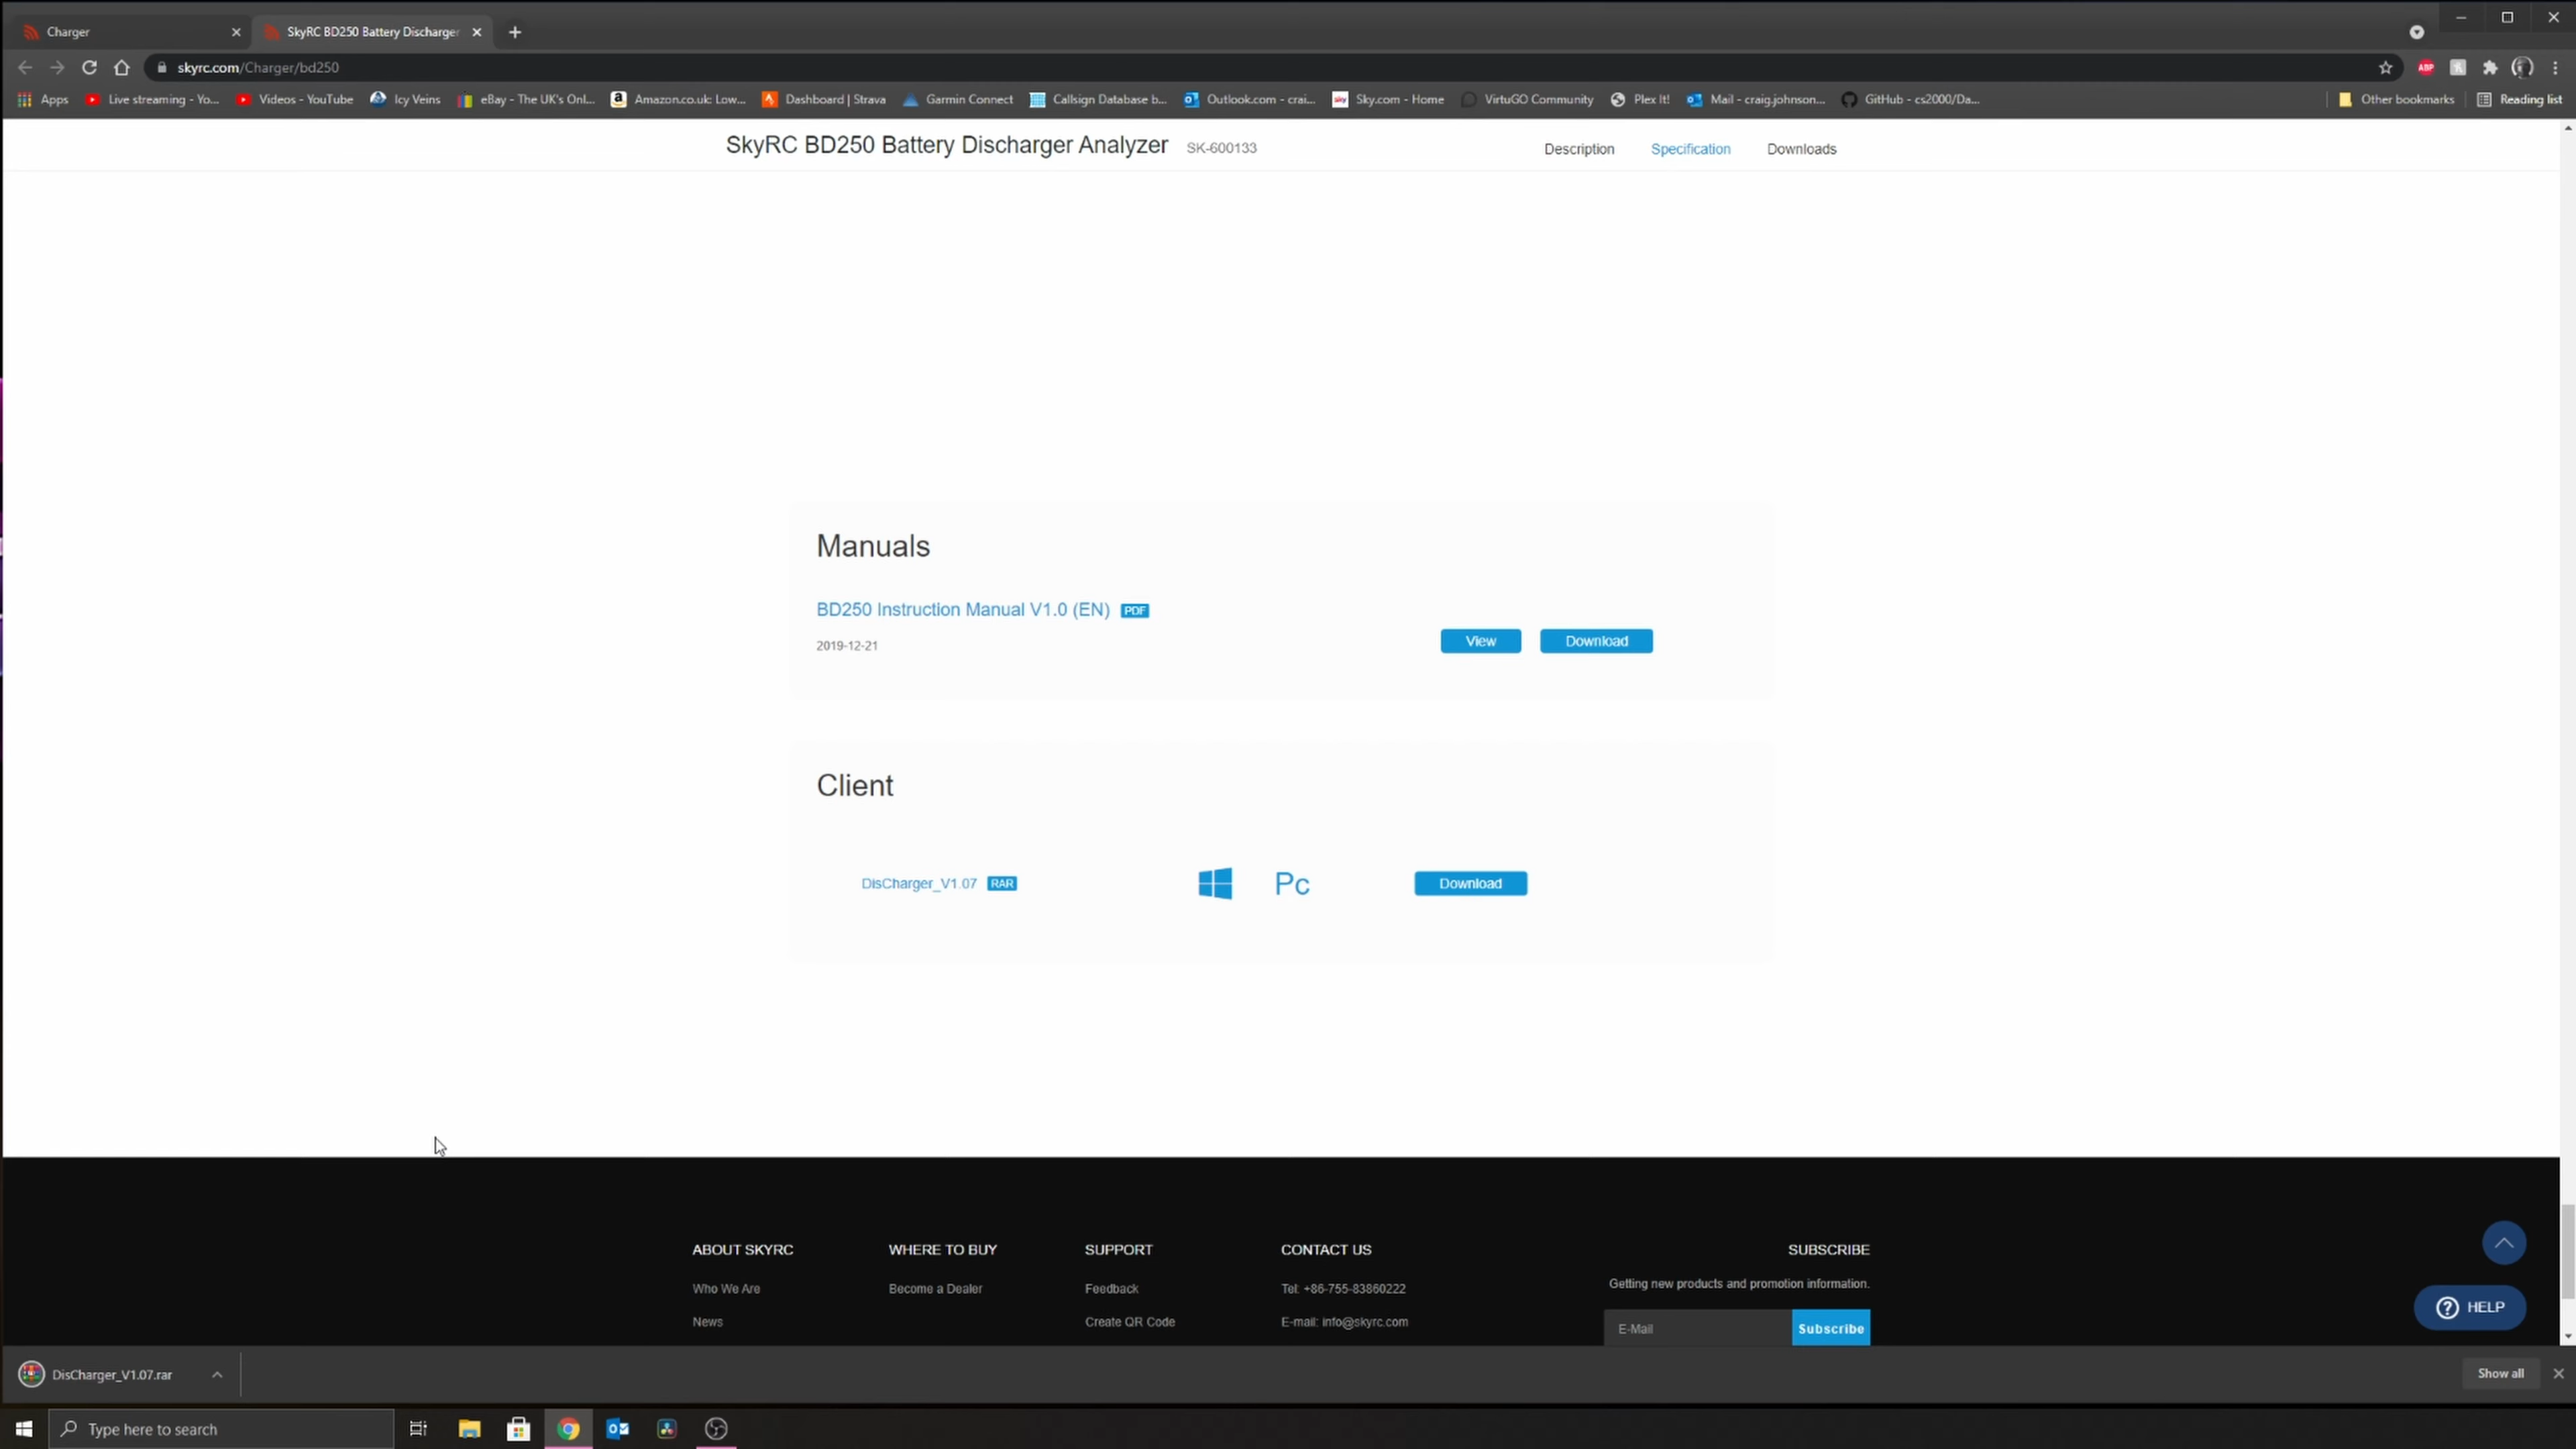 Charger
SkyRC BD250 Battery Discharger
skyrc.com/Charger/bd250
ABP
Apps
Live streaming - Yo...
Videos - YouTube
Icy Veins
eBay - The UK's Onl...
Amazon.co.uk: Low...
Dashboard | Strava
Garmin Connect
Callsign Database b...
Outlook.com - crai...
Sky.com - Home
VirtuGO Community
Plex It!
Mail - craig.johnson...
GitHub - cs2000/Da...
Other bookmarks
Reading list
SkyRC BD250 Battery Discharger Analyzer SK-600133
Description Specification Downloads
Manuals
BD250 Instruction Manual V1.0 (EN) PDF
2019-12-21
View Download
Client
DisCharger_V1.07 RAR
Pc
Download
ABOUT SKYRC
Who We Are
News
WHERE TO BUY
Become a Dealer
SUPPORT
Feedback
Create QR Code
CONTACT US
Tel: +86-755-83860222
E-mail: info@skyrc.com
SUBSCRIBE
Getting new products and promotion information.
E-Mail
Subscribe
HELP
DisCharger_V1.07.rar
Show all
Type here to search